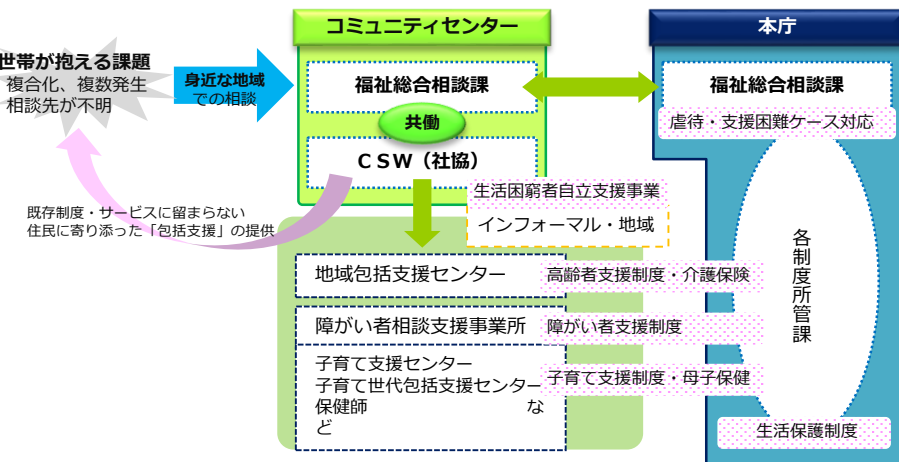 コミュニティセンター
本庁
世帯が抱える課題
複合化、複数発生
相談先が不明
身近な地域
での相談
福祉総合相談課
共働
CSW（社協）
福祉総合相談課
虐待・支援困難ケース対応
既存制度・サービスに留まらない
住民に寄り添った「包括支援」の提供
生活困窮者自立支援事業
インフォーマル・地域
地域包括支援センター
高齢者支援制度・介護保険
障がい者相談支援事業所
障がい者支援制度
子育て支援センター
子育て世代包括支援センター
保健師　な
ど
子育て支援制度・母子保健
各制度所管課
生活保護制度